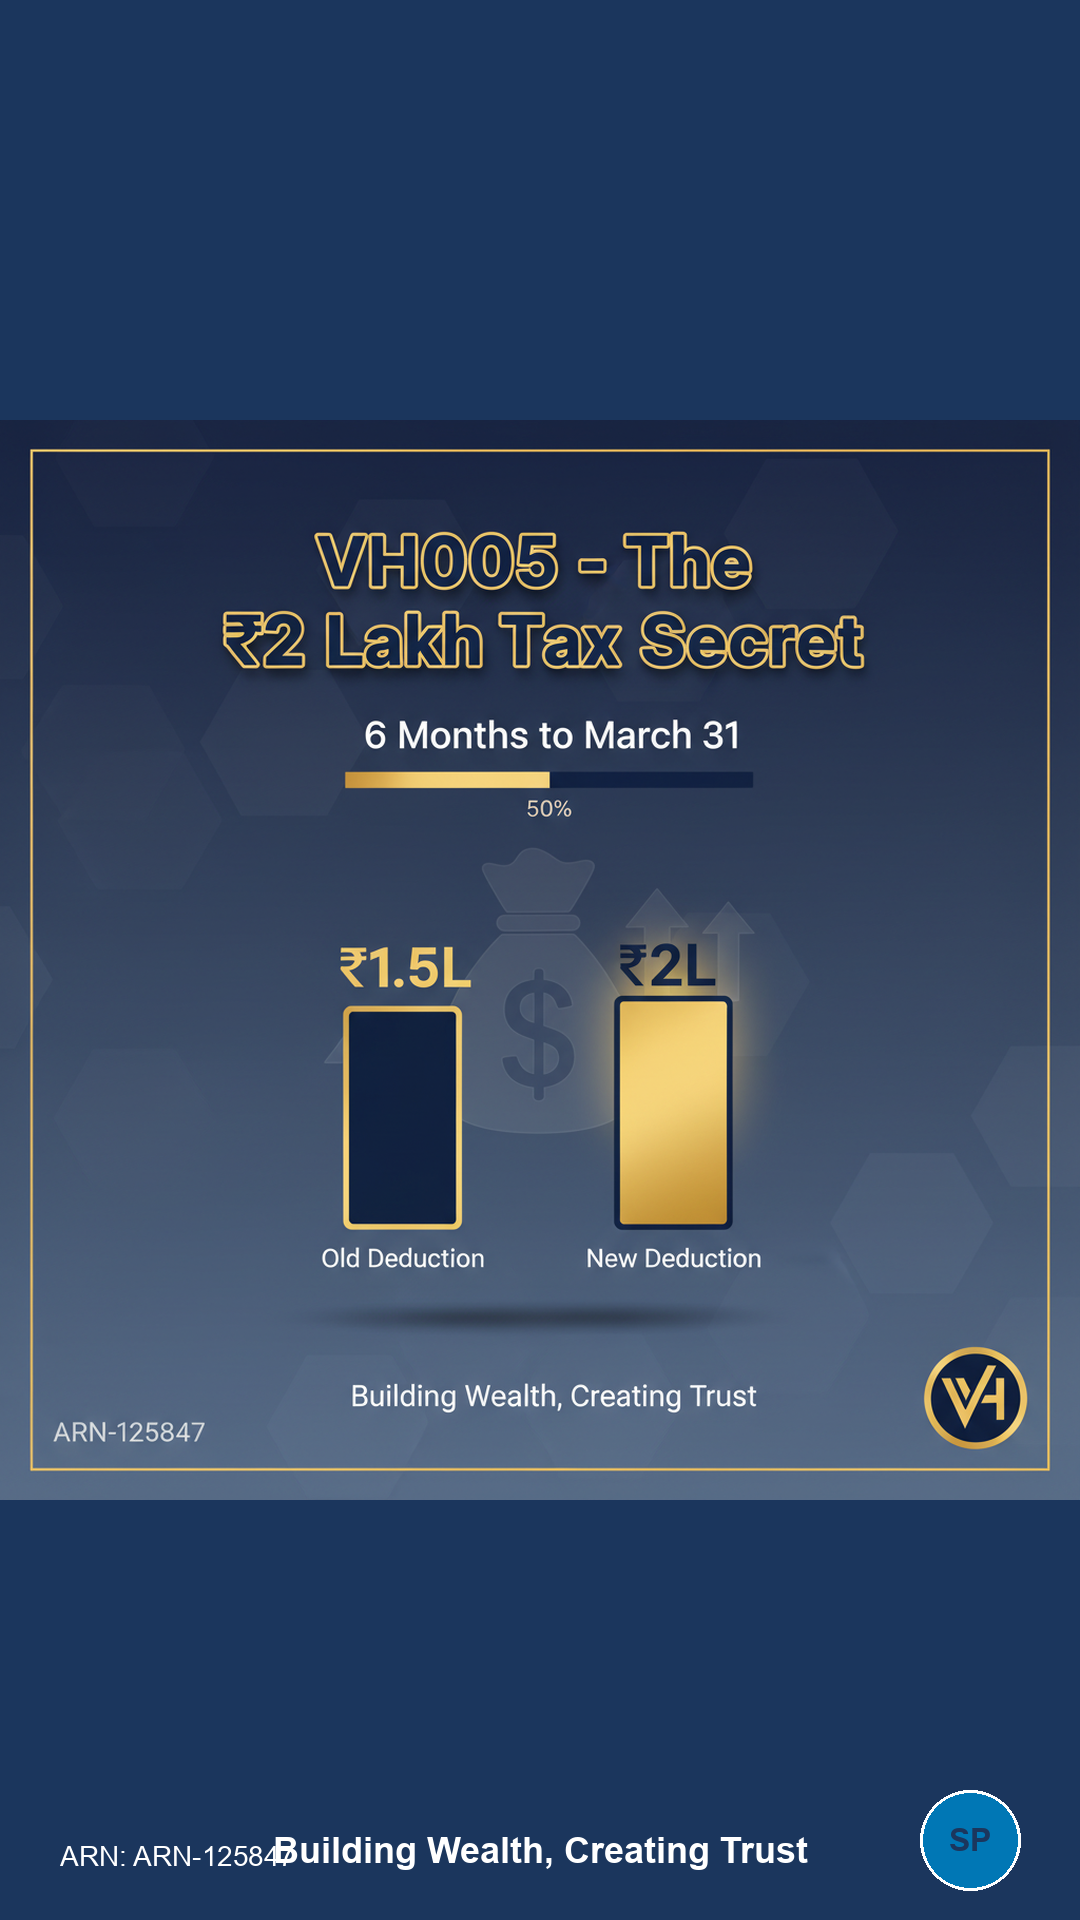 VH005 - The
₹2 Lakh Tax Secret
6 Months to March 31
50%
₹1.5L
₹2L
$
Old Deduction
New Deduction
Building Wealth, Creating Trust
ARN-125847
VH
ARN: ARN-125847
Building Wealth, Creating Trust
SP